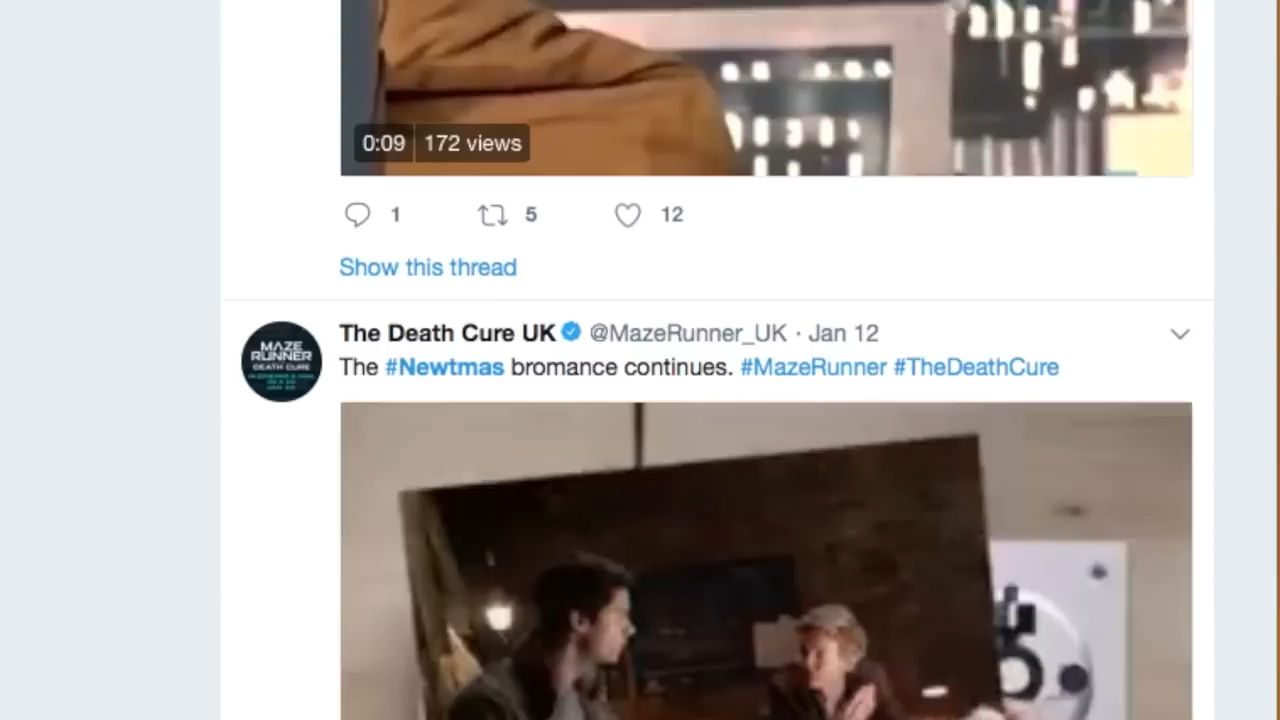 0:09 172 views
1 5 12
Show this thread
The Death Cure UK @MazeRunner_UK · Jan 12
MAZE
RUNNER
DEATH CURE
The #Newtmas bromance continues. #MazeRunner #TheDeathCure